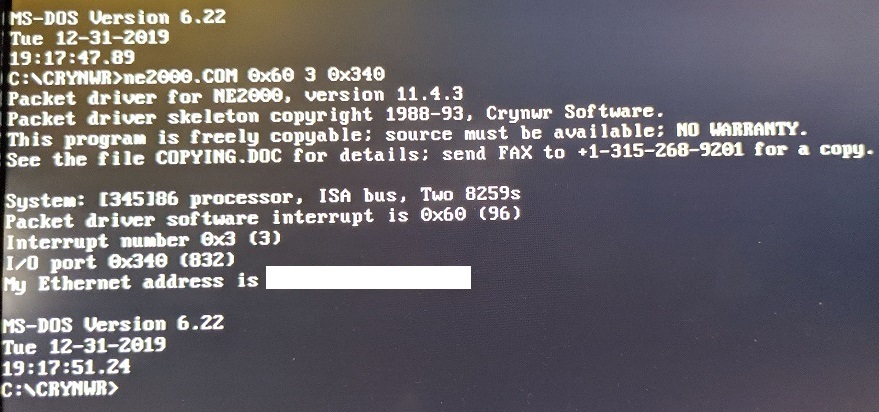 MS-DOS Version 6.22
Tue 12-31-2019
19:17:47.89
C:\CRYNWR>ne2000.COM 0x60 3 0x340
Packet driver for NE2000, version 11.4.3
Packet driver skeleton copyright 1988-93, Crynwr Software.
This program is freely copyable; source must be available; NO WARRANTY.
See the file COPYING.DOC for details; send FAX to +1-315-268-9201 for a copy.
System: [345]86 processor, ISA bus, Two 8259s
Packet driver software interrupt is 0x60 (96)
Interrupt number 0x3 (3)
I/O port 0x340 (832)
My Ethernet address is
MS-DOS Version 6.22
Tue 12-31-2019
19:17:51.24
C:\CRYNWR>